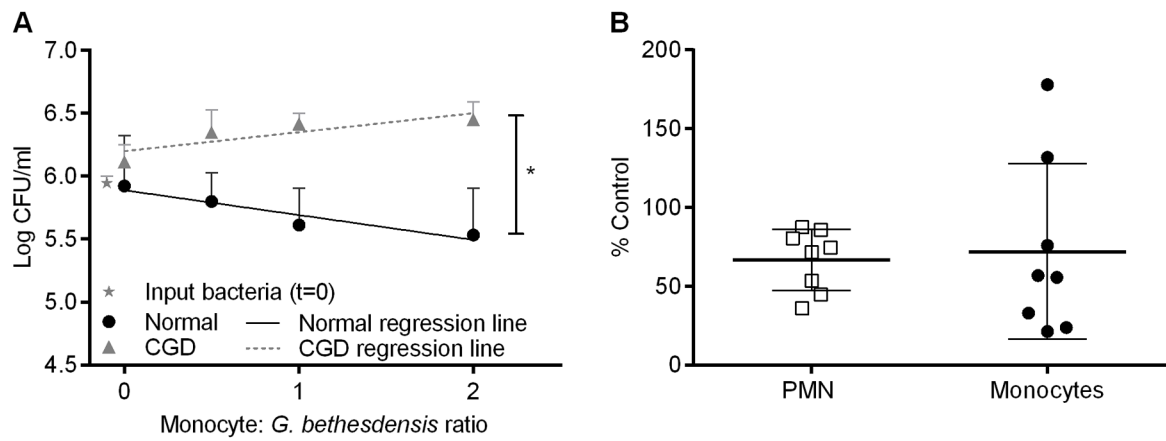 A
7.0
6.5
6.0
5.5
5.0
4.5
Log CFU/ml
*
Input bacteria (t=0)
Normal
Normal regression line
CGD
CGD regression line
0
1
2
Monocyte: G. bethesdensis ratio
B
200
150
100
50
0
% Control
PMN
Monocytes